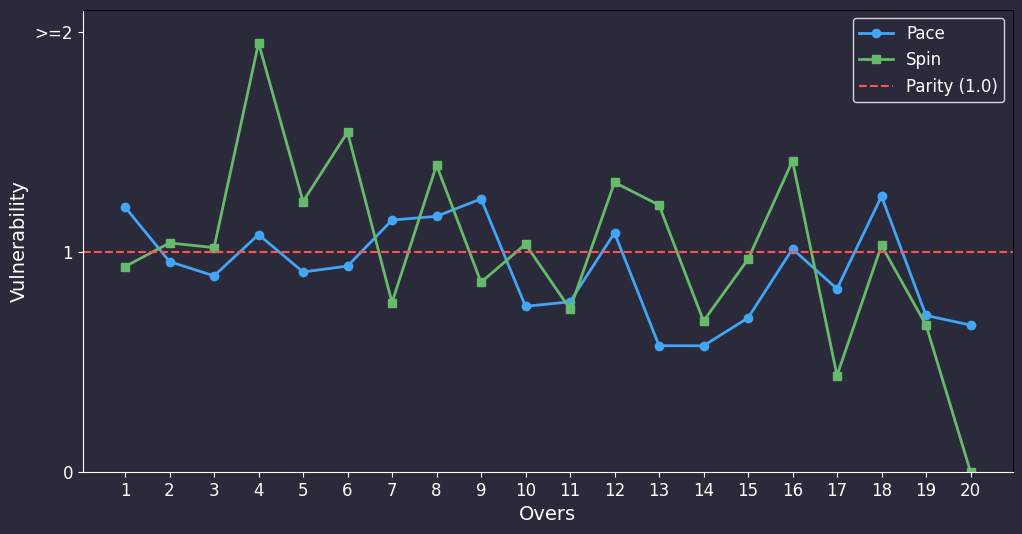 >=2
1
0
Vulnerability
Pace
Spin
Parity (1.0)
1 2 3 4 5 6 7 8 9 10 11 12 13 14 15 16 17 18 19 20
Overs